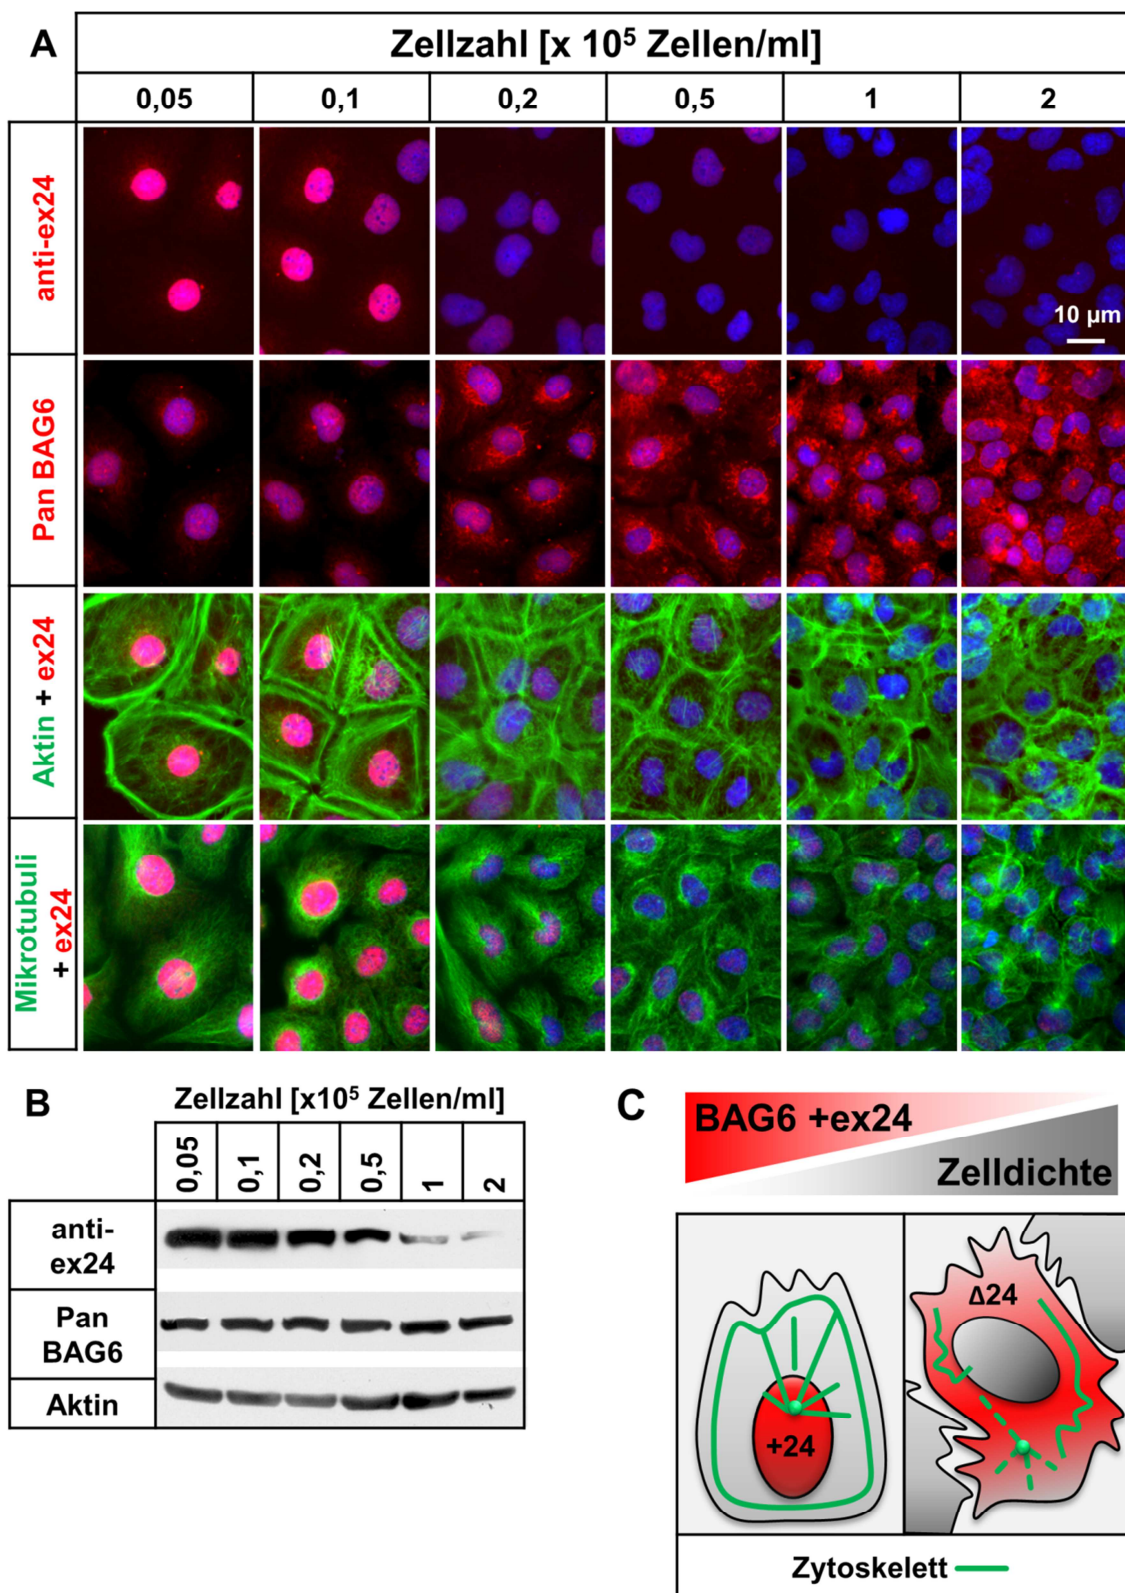 A
Zellzahl [x 10⁵ Zellen/ml]
0,05 0,1 0,2 0,5 1 2
anti-ex24
10 µm
Pan BAG6
Aktin + ex24
Mikrotubuli
+ ex24
B
Zellzahl [x10⁵ Zellen/ml]
0,05 0,1 0,2 0,5 1 2
anti-
ex24
Pan
BAG6
Aktin
C
BAG6 +ex24
Zelldichte
+24
Δ24
Zytoskelett